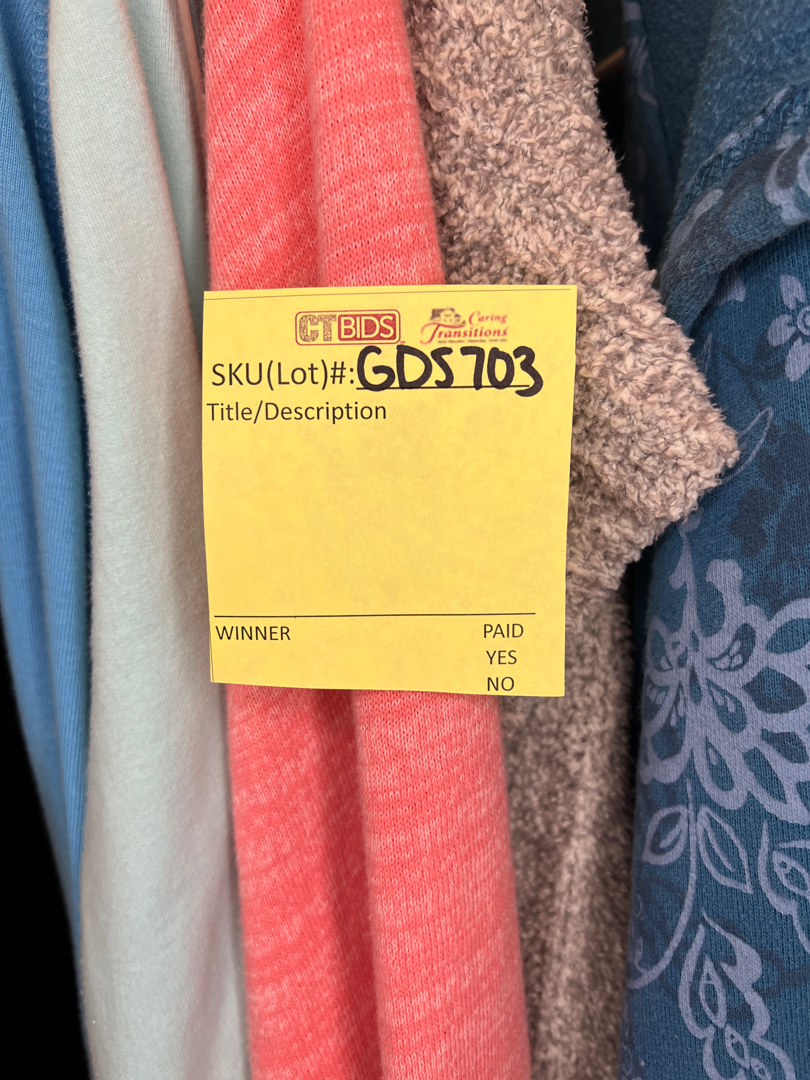 CTBIDS
Caring
Transitions
SKU(Lot)#: GDS703
Title/Description
WINNER PAID
YES
NO